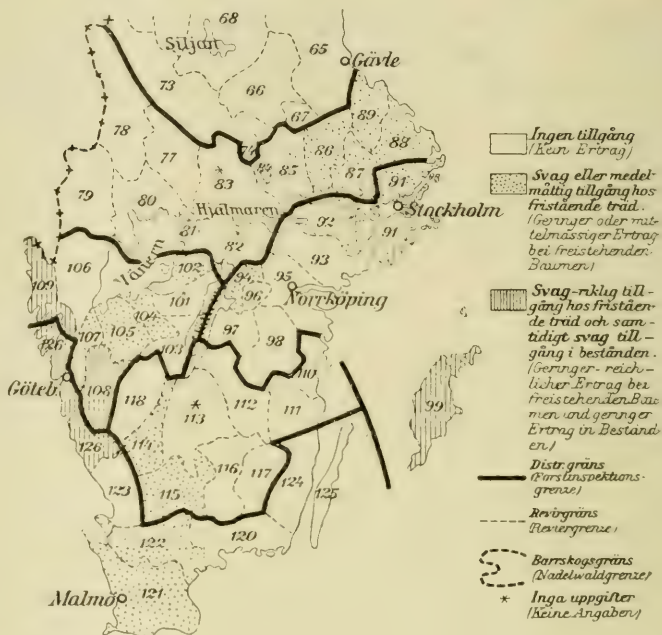 68
Siljan
65
Gävle
73
66
67
89
78
77
74
88
86
83
84
85
87
91
98
79
80
Stockholm
81
Hjälmaren
92
91
82
106
Vänern
102
93
109
94
95
101
96
Norrköping
104
107
105
97
98
126
103
110
Göteb.
108
118
112
111
99
113
126
114
116
117
124
125
123
115
122
120
Malmö
121
Ingen tillgång
(Kein Ertrag)
Svag eller medel-
måttig tillgång hos
fristående träd.
(Geringer oder mit-
telmässiger Ertrag
bei freistehenden
Baumen)
Svag-riklig till-
gång hos fristäen-
de träd och sam-
tidigt svag till-
gång i bestånden.
(Geringer-reich-
licher Ertrag bei
freistehenden Bäu-
men und geringer
Ertrag in Bestand
en)
Distr.gräns
(Forstinspektions-
grenze)
Revirgräns
(Reviergrenze)
Barrskogsgräns
(Nadelwaldgrenze)
Inga uppgifter
(Keine Angaben)